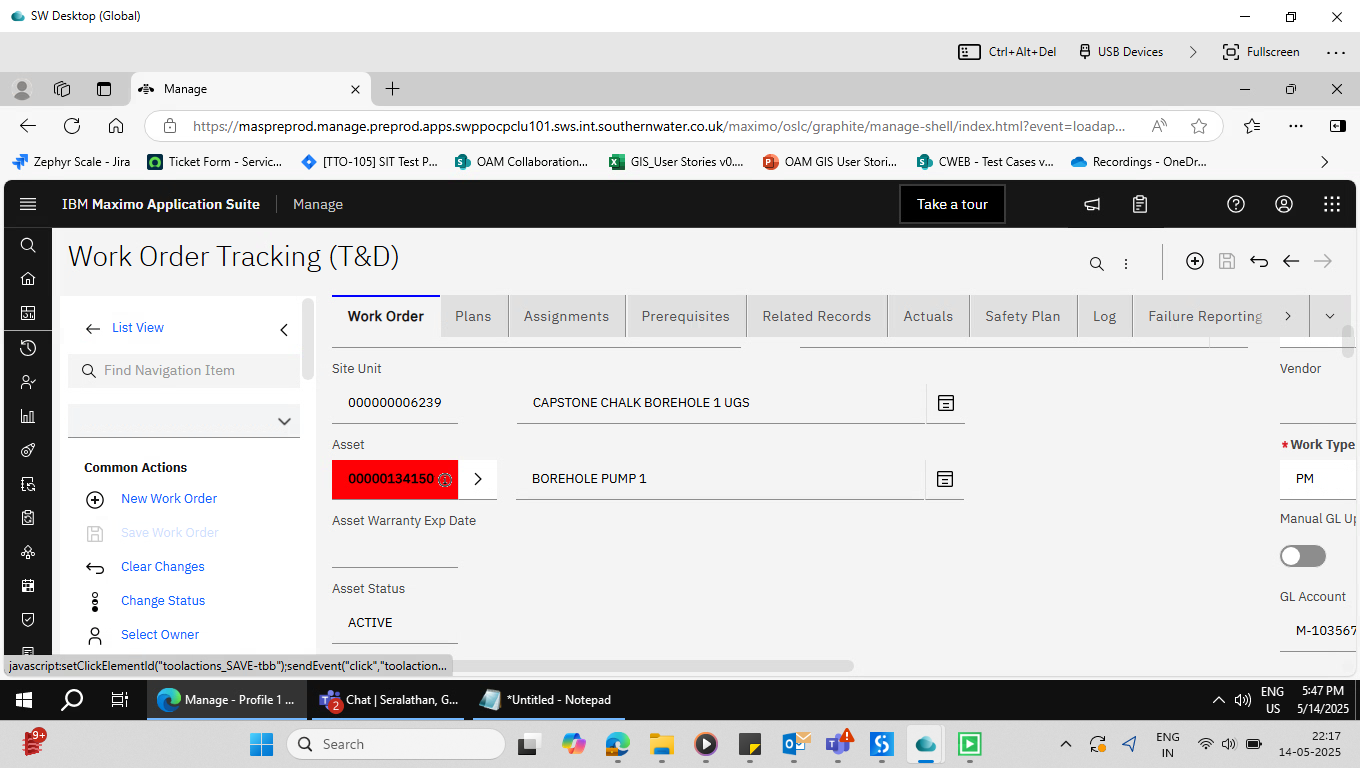 SW Desktop (Global)
Ctrl+Alt+Del
USB Devices
Fullscreen
Manage
https://maspreprod.manage.preprod.apps.swppocpclu101.sws.int.southernwater.co.uk/maximo/oslc/graphite/manage-shell/index.html?event=loadap...
Zephyr Scale - Jira
Ticket Form - Servic...
[TTO-105] SIT Test P...
OAM Collaboration...
GIS_User Stories v0....
OAM GIS User Stori...
CWEB - Test Cases v...
Recordings - OneDr...
IBM Maximo Application Suite
Manage
Take a tour
Work Order Tracking (T&D)
List View
Find Navigation Item
Common Actions
New Work Order
Save Work Order
Clear Changes
Change Status
Select Owner
Work Order
Plans
Assignments
Prerequisites
Related Records
Actuals
Safety Plan
Log
Failure Reporting
Site Unit
000000006239
CAPSTONE CHALK BOREHOLE 1 UGS
Asset
00000134150
BOREHOLE PUMP 1
Asset Warranty Exp Date
Asset Status
ACTIVE
Vendor
* Work Type
PM
Manual GL Up
GL Account
M-103567
javascript:setClickElementId("toolactions_SAVE-tbb");sendEvent("click","toolaction...
Manage - Profile 1 ...
2
Chat | Seralathan, G...
*Untitled - Notepad
ENG
US
5:47 PM
5/14/2025
9+
Search
ENG
IN
22:17
14-05-2025